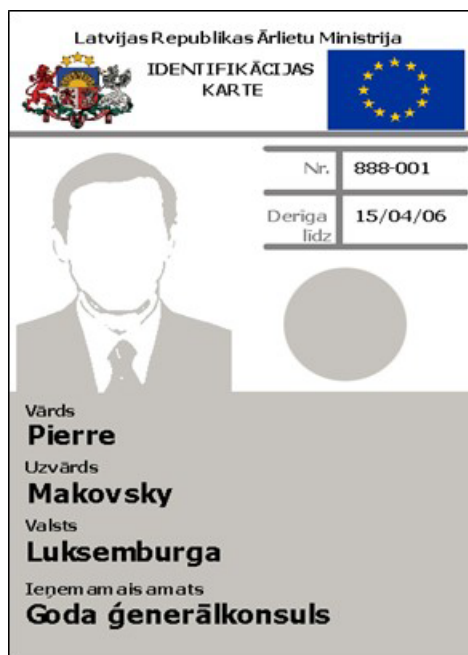 Latvijas Republikas Ārlietu Ministrija
IDENTIFIKĀCIJAS
KARTE
Nr. 888-001
Derīga
līdz 15/04/06
Vārds
Pierre
Uzvārds
Makovsky
Valsts
Luksemburga
Ieņemamais amats
Goda ģenerālkonsuls